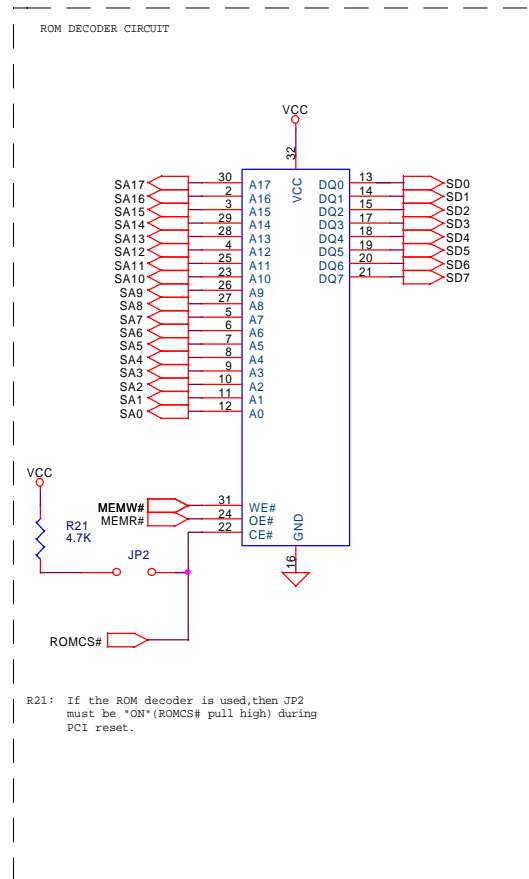 ROM DECODER CIRCUIT
VCC
32
VCC
SA17 30 A17 DQ0 13 SD0
SA16 2 A16 DQ1 14 SD1
SA15 3 A15 DQ2 15 SD2
SA14 29 A14 DQ3 17 SD3
SA13 28 A13 DQ4 18 SD4
SA12 4 A12 DQ5 19 SD5
SA11 25 A11 DQ6 20 SD6
SA10 23 A10 DQ7 21 SD7
SA9 26 A9
SA8 27 A8
SA7 5 A7
SA6 6 A6
SA5 7 A5
SA4 8 A4
SA3 9 A3
SA2 10 A2
SA1 11 A1
SA0 12 A0
VCC
MEMW# 31 WE#
MEMR# 24 OE#
22 CE#
GND
16
R21
4.7K
JP2
ROMCS#
R21: If the ROM decoder is used,then JP2
must be "ON"(ROMCS# pull high) during
PCI reset.